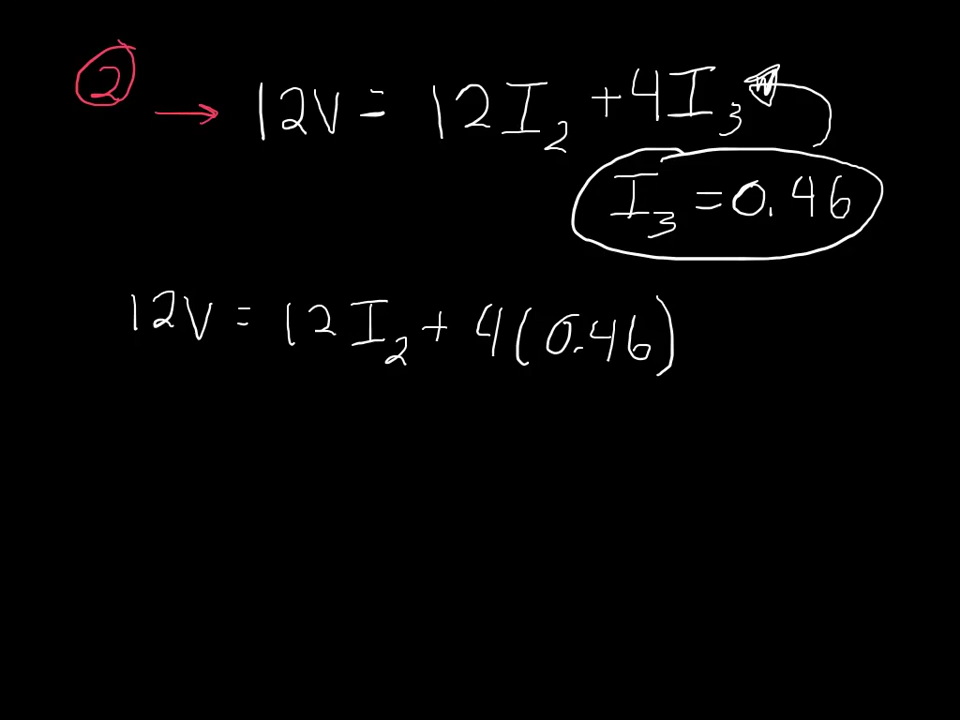 2 → 12V = 12I₂ + 4I₃
I₃ = 0.46
12V = 12I₂ + 4(0.46)